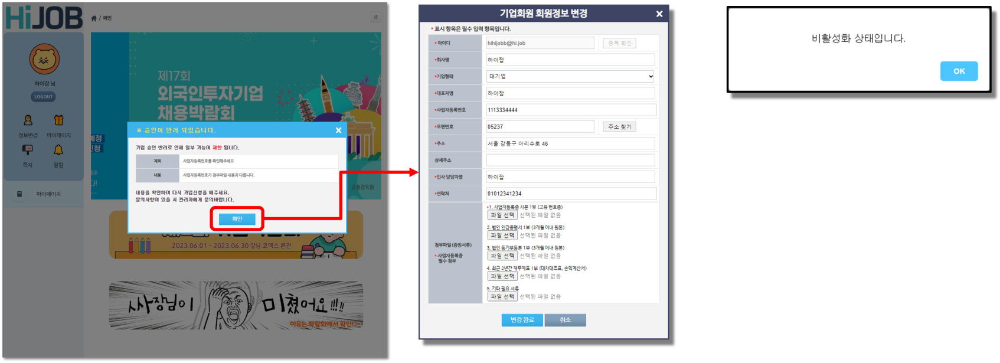 HiJOB
/ 메인
하이잡 님
LOGOUT
정보변경 마이페이지
쪽지 알람
마이페이지
제17회
외국인투자기업
채용박람회
예정
신청
금융감독원
※ 승인이 반려 되었습니다.
가입 승인 반려로 인해 일부 기능이 제한 됩니다.
제목 사업자등록번호를 확인해주세요
내용 사업자등록번호가 첨부파일 내용과 다릅니다.
내용을 확인하여 다시 가입신청을 해주세요.
문의사항이 있을 시 관리자에게 문의바랍니다.
확인
2023.06.01 ~ 2023.06.30 강남 코엑스 본관
사장님이 미쳤어요!!!!
이유는 박람회에서 확인! →
기업회원 회원정보 변경
* 표시 항목은 필수 입력 항목입니다.
*아이디 hihijobb@hi.job 중복 확인
*회사명 하이잡
*기업형태 대기업
*대표자명 하이잡
*사업자등록번호 1113334444
*우편번호 05237 주소 찾기
*주소 서울 강동구 아리수로 46
상세주소
*인사 담당자명 하이잡
*연락처 01012341234
첨부파일(증빙서류)
* 사업자등록증
필수 첨부
*1. 사업자등록증 사본 1부 (고유 번호증)
파일 선택 선택된 파일 없음
2. 법인 인감증명서 1부 (3개월 이내 원본)
파일 선택 선택된 파일 없음
3. 법인 등기부등본 1부 (3개월 이내 원본)
파일 선택 선택된 파일 없음
4. 최근 2년간 재무제표 1부 (대차대조표, 손익계산서)
파일 선택 선택된 파일 없음
5. 기타 필요 서류
파일 선택 선택된 파일 없음
변경 완료 취소
비활성화 상태입니다.
OK